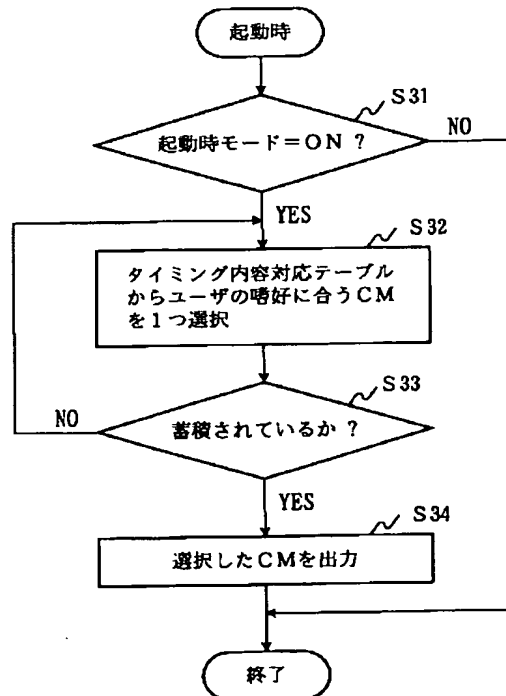 起動時
S31
起動時モード＝ON ?
NO
YES
S32
タイミング内容対応テーブル
からユーザの嗜好に合うCM
を1つ選択
S33
NO
蓄積されているか ?
YES
S34
選択したCMを出力
終了